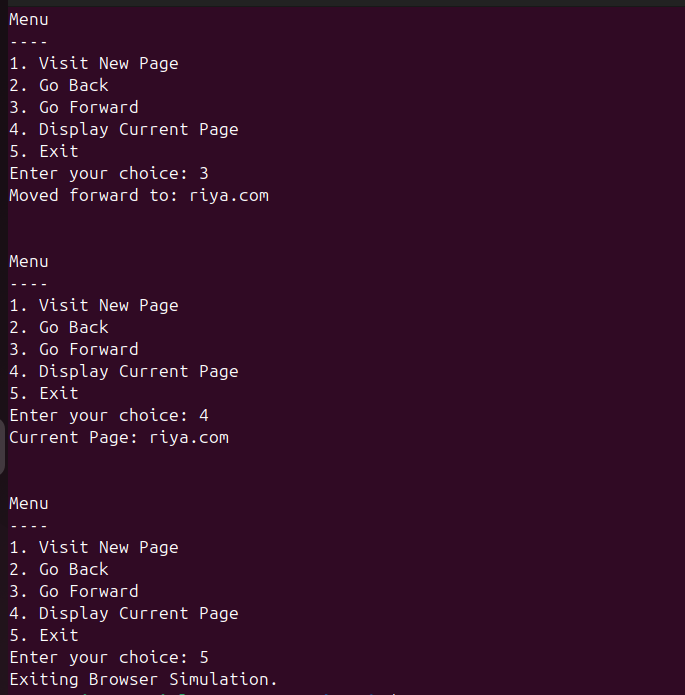 Menu
----
1. Visit New Page
2. Go Back
3. Go Forward
4. Display Current Page
5. Exit
Enter your choice: 3
Moved forward to: riya.com
Menu
----
1. Visit New Page
2. Go Back
3. Go Forward
4. Display Current Page
5. Exit
Enter your choice: 4
Current Page: riya.com
Menu
----
1. Visit New Page
2. Go Back
3. Go Forward
4. Display Current Page
5. Exit
Enter your choice: 5
Exiting Browser Simulation.